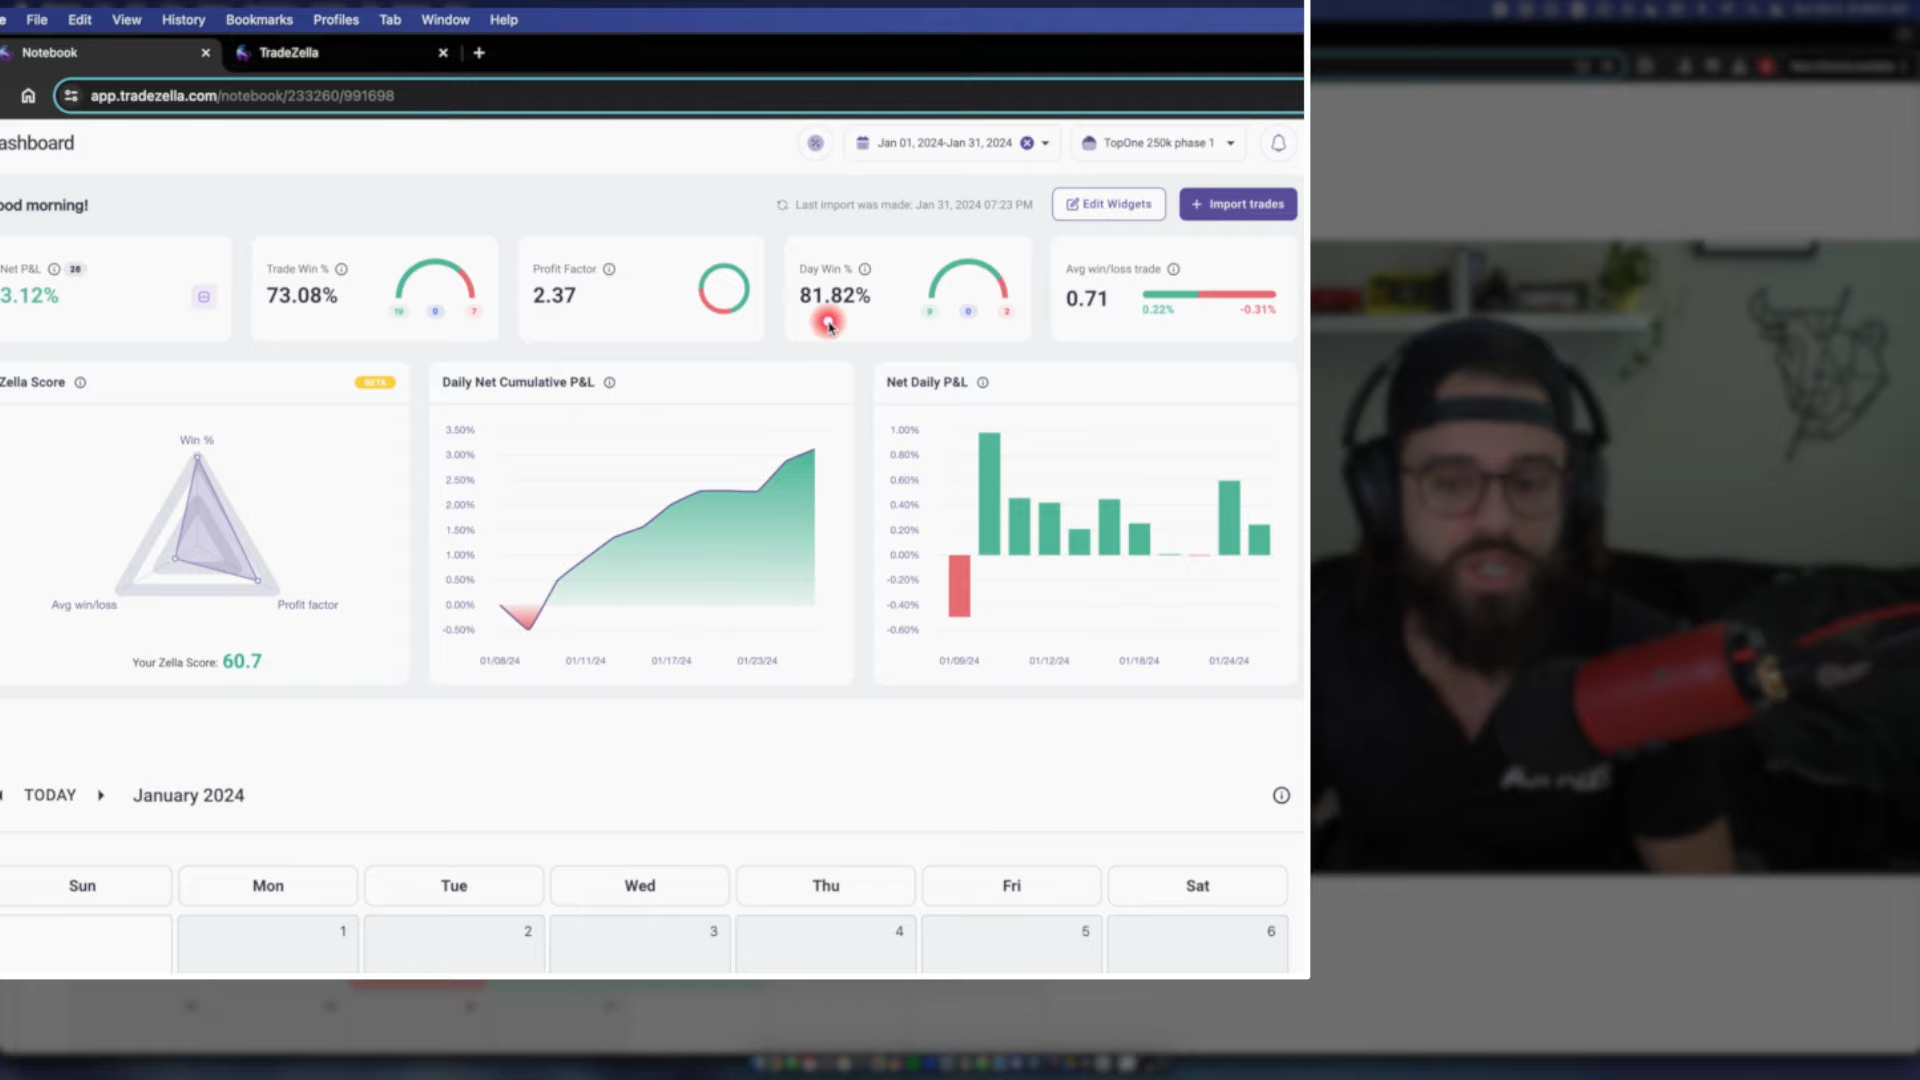 File Edit View History Bookmarks Profiles Tab Window Help
Notebook
TradeZella
app.tradezella.com/notebook/233260/991698
ashboard
Jan 01, 2024-Jan 31, 2024
TopOne 250k phase 1
ood morning!
Last import was made: Jan 31, 2024 07:23 PM
Edit Widgets
+ Import trades
Net P&L 26
3.12%
Trade Win %
73.08%
19 0 7
Profit Factor
2.37
Day Win %
81.82%
9 0 2
Avg win/loss trade
0.71
0.22% -0.31%
Zella Score
BETA
Win %
Avg win/loss
Profit factor
Your Zella Score: 60.7
Daily Net Cumulative P&L
3.50%
3.00%
2.50%
2.00%
1.50%
1.00%
0.50%
0.00%
-0.50%
01/08/24 01/11/24 01/17/24 01/23/24
Net Daily P&L
1.00%
0.80%
0.60%
0.40%
0.20%
0.00%
-0.20%
-0.40%
-0.60%
01/09/24 01/12/24 01/18/24 01/24/24
TODAY
January 2024
Sun Mon Tue Wed Thu Fri Sat
1 2 3 4 5 6